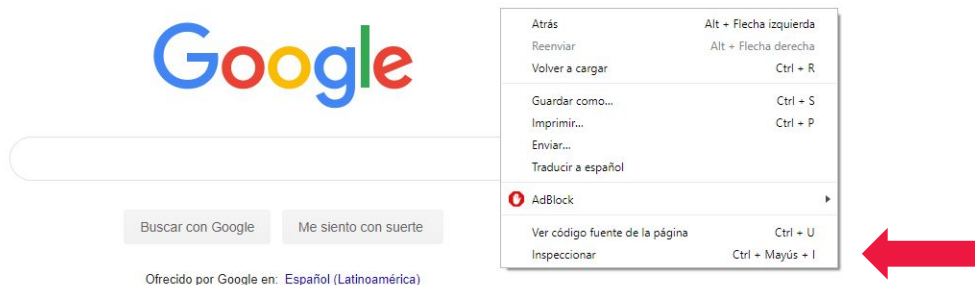 Google
Buscar con Google
Me siento con suerte
Ofrecido por Google en: Español (Latinoamérica)
Atrás Alt + Flecha izquierda
Reenviar Alt + Flecha derecha
Volver a cargar Ctrl + R
Guardar como... Ctrl + S
Imprimir... Ctrl + P
Enviar...
Traducir a español
AdBlock
Ver código fuente de la página Ctrl + U
Inspeccionar Ctrl + Mayús + I